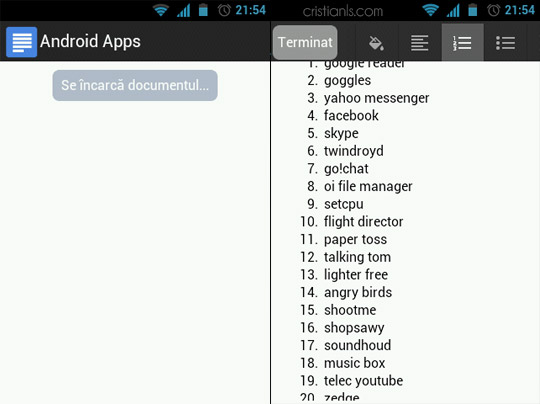 21:54
Android Apps
Se încarcă documentul...
cristianls.com
21:54
Terminat
1. google reader
2. goggles
3. yahoo messenger
4. facebook
5. skype
6. twindroyd
7. go!chat
8. oi file manager
9. setcpu
10. flight director
11. paper toss
12. talking tom
13. lighter free
14. angry birds
15. shootme
16. shopsawy
17. soundhoud
18. music box
19. telec youtube
20. zedge